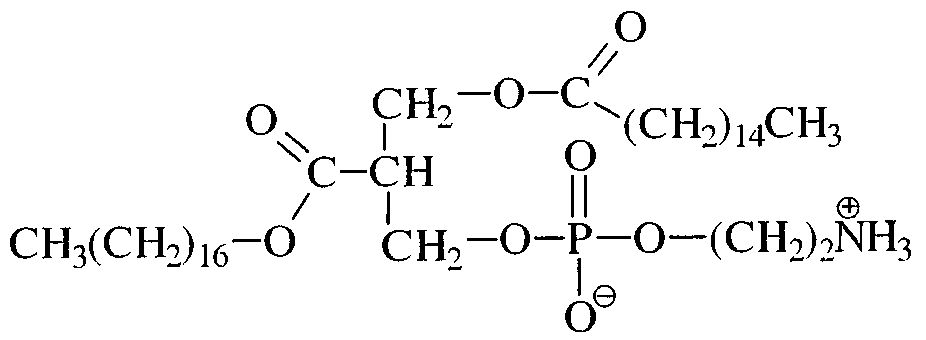 O
CH₂–O–C
O
(CH₂)₁₄CH₃
O
C–CH
⊕
CH₃(CH₂)₁₆–O
CH₂–O–P–O–(CH₂)₂NH₃
O⊖